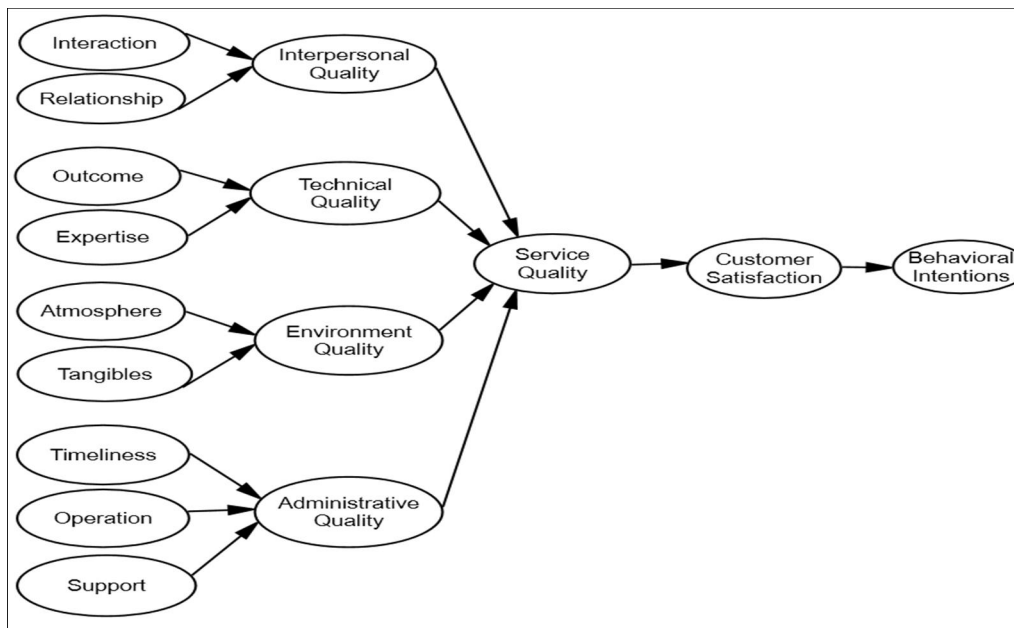 Interaction
Relationship
Interpersonal
Quality
Outcome
Expertise
Technical
Quality
Atmosphere
Tangibles
Environment
Quality
Timeliness
Operation
Support
Administrative
Quality
Service
Quality
Customer
Satisfaction
Behavioral
Intentions